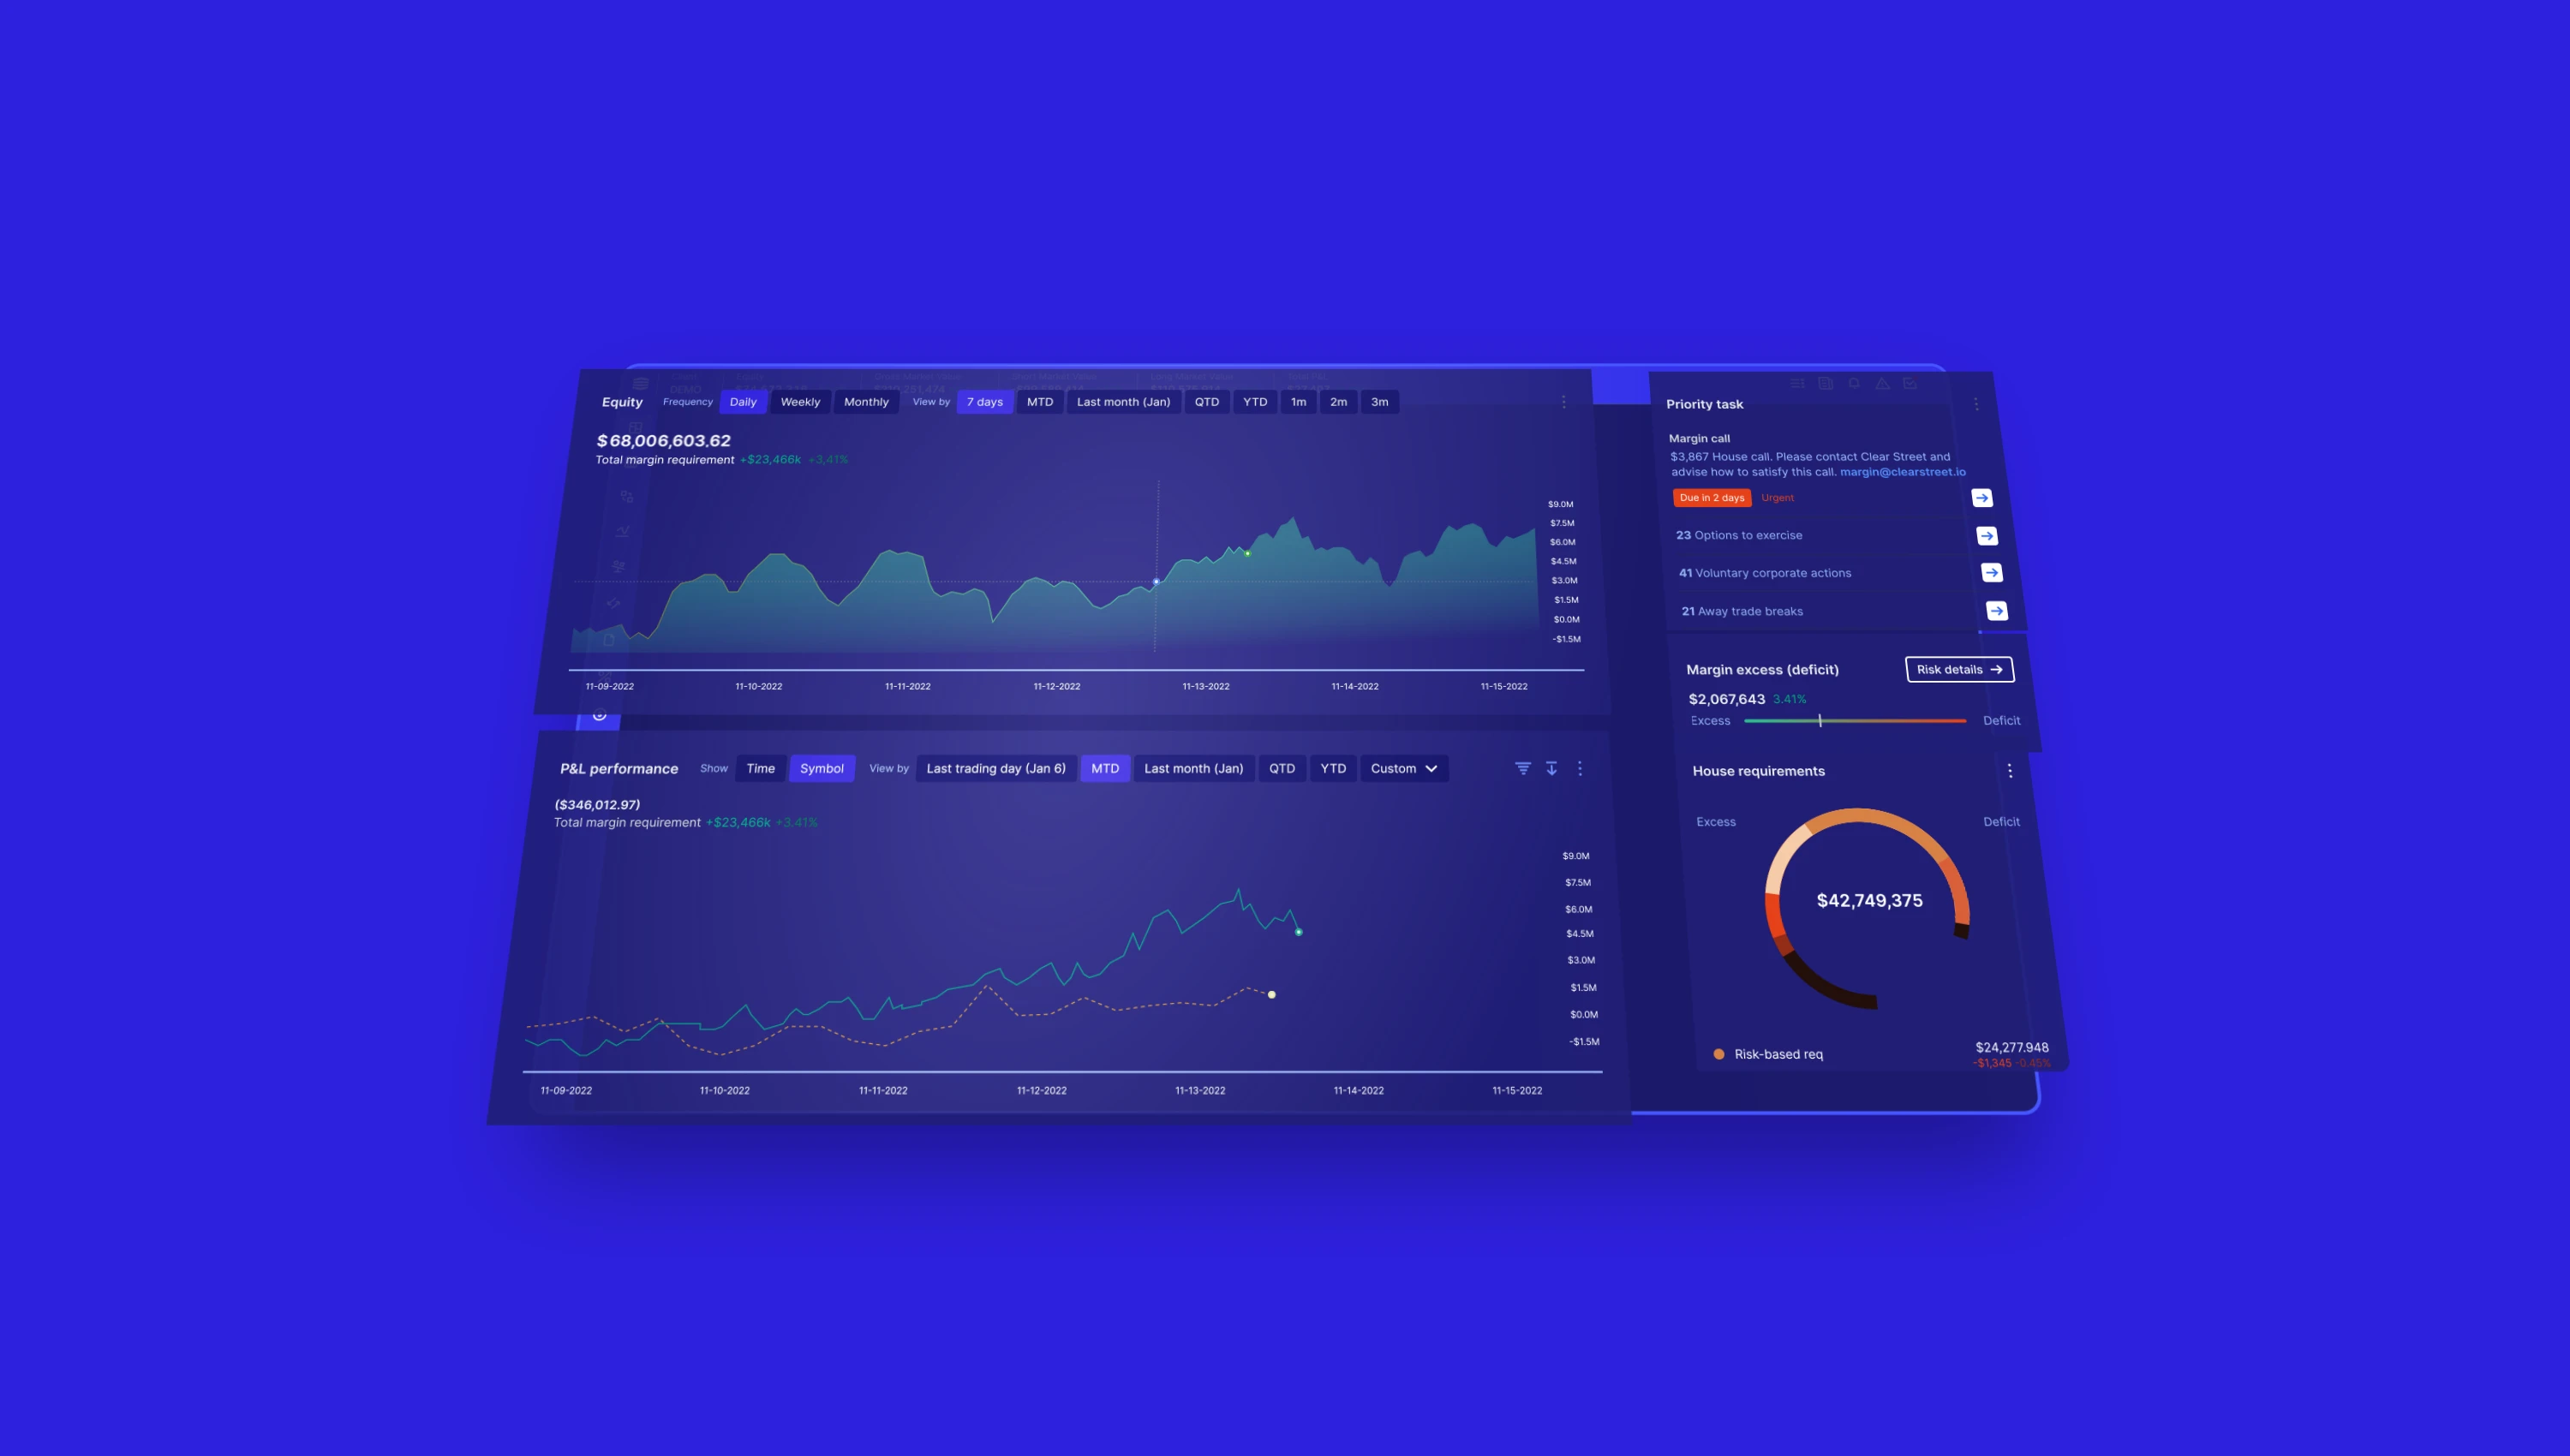 DEMO
Equity Frequency Daily Weekly Monthly View by 7 days MTD Last month (Jan) QTD YTD 1m 2m 3m
$68,006,603.62
Total margin requirement +$23,466k +3,41%
$9.0M
$7.5M
$6.0M
$4.5M
$3.0M
$1.5M
$0.0M
-$1.5M
11-09-2022 11-10-2022 11-11-2022 11-12-2022 11-13-2022 11-14-2022 11-15-2022
P&L performance Show Time Symbol View by Last trading day (Jan 6) MTD Last month (Jan) QTD YTD Custom
($346,012.97)
Total margin requirement +$23,466k +3.41%
$9.0M
$7.5M
$6.0M
$4.5M
$3.0M
$1.5M
$0.0M
-$1.5M
11-09-2022 11-10-2022 11-11-2022 11-12-2022 11-13-2022 11-14-2022 11-15-2022
Priority task
Margin call
$3,867 House call. Please contact Clear Street and
advise how to satisfy this call. margin@clearstreet.io
Due in 2 days Urgent
23 Options to exercise
41 Voluntary corporate actions
21 Away trade breaks
Margin excess (deficit) Risk details
$2,067,643 3.41%
Excess Deficit
House requirements
Excess Deficit
$42,749,375
Risk-based req $24,277.948
-$1,345 -0.45%